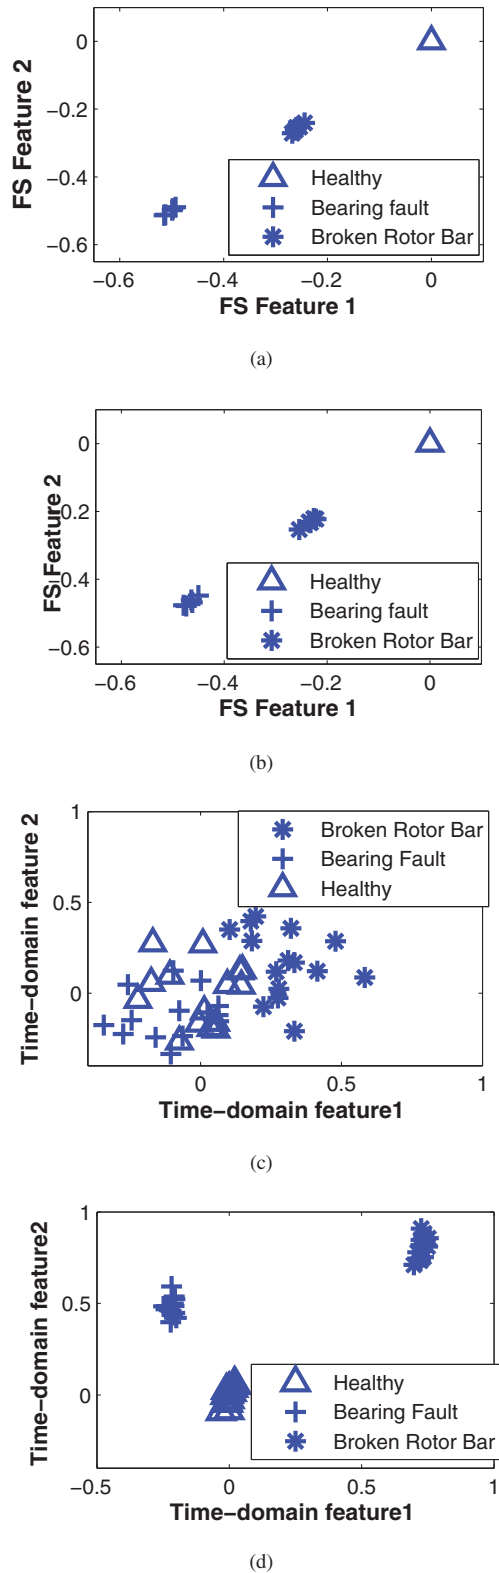 0
−0.2
−0.4
−0.6
FS Feature 2
Healthy
Bearing fault
Broken Rotor Bar
−0.6 −0.4 −0.2 0
FS Feature 1
(a)
0
−0.2
−0.4
−0.6
FS Feature 2
Healthy
Bearing fault
Broken Rotor Bar
−0.6 −0.4 −0.2 0
FS Feature 1
(b)
1
0.5
0
Time−domain feature 2
Broken Rotor Bar
Bearing Fault
Healthy
0 0.5 1
Time−domain feature1
(c)
1
0.5
0
Time−domain feature2
Healthy
Bearing Fault
Broken Rotor Bar
−0.5 0 0.5 1
Time−domain feature1
(d)